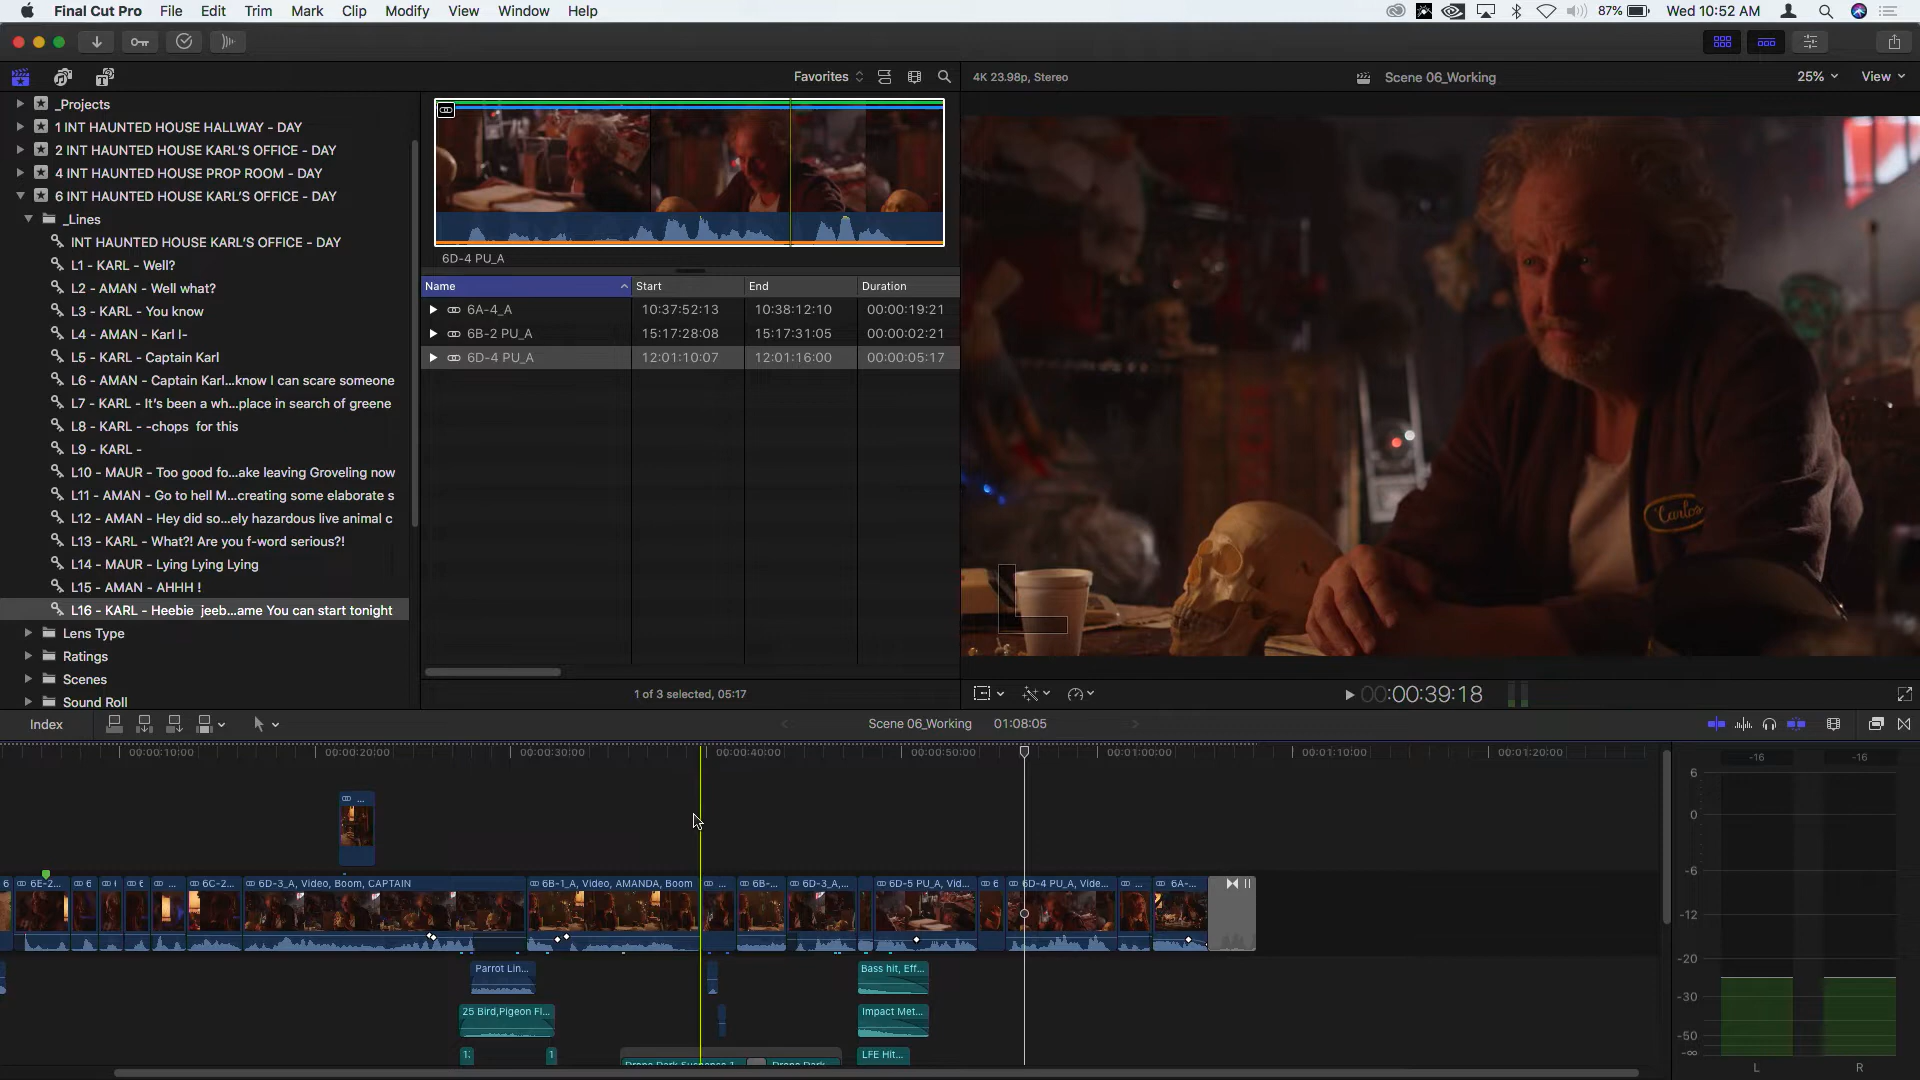 Final Cut Pro File Edit Trim Mark Clip Modify View Window Help 87% Wed 10:52 AM
Favorites 4K 23.98p, Stereo Scene 06_Working 25% View
_Projects
1 INT HAUNTED HOUSE HALLWAY - DAY
2 INT HAUNTED HOUSE KARL'S OFFICE - DAY
4 INT HAUNTED HOUSE PROP ROOM - DAY
6 INT HAUNTED HOUSE KARL'S OFFICE - DAY
_Lines
INT HAUNTED HOUSE KARL'S OFFICE - DAY
L1 - KARL - Well?
L2 - AMAN - Well what?
L3 - KARL - You know
L4 - AMAN - Karl I-
L5 - KARL - Captain Karl
L6 - AMAN - Captain Karl...know I can scare someone
L7 - KARL - It's been a wh...place in search of greene
L8 - KARL - -chops for this
L9 - KARL -
L10 - MAUR - Too good fo...ake leaving Groveling now
L11 - AMAN - Go to hell M...creating some elaborate s
L12 - AMAN - Hey did so...ely hazardous live animal c
L13 - KARL - What?! Are you f-word serious?!
L14 - MAUR - Lying Lying Lying
L15 - AMAN - AHHH !
L16 - KARL - Heebie jeeb...ame You can start tonight
Lens Type
Ratings
Scenes
Sound Roll
6D-4 PU_A
Name Start End Duration
6A-4_A 10:37:52:13 10:38:12:10 00:00:19:21
6B-2 PU_A 15:17:28:08 15:17:31:05 00:00:02:21
6D-4 PU_A 12:01:10:07 12:01:16:00 00:00:05:17
1 of 3 selected, 05:17
Carlos
00:00:39:18
Index Scene 06_Working 01:08:05
00:00:10:00 00:00:20:00 00:00:30:00 00:00:40:00 00:00:50:00 00:01:00:00 00:01:10:00 00:01:20:00
-16 -16
6
0
-6
-12
-20
-30
-50
-∞
L R
...
6 6E-2... 6 6 ... 6C-2... 6D-3_A, Video, Boom, CAPTAIN 6B-1_A, Video, AMANDA, Boom ... 6B-... 6D-3_A,... 6D-5 PU_A, Vid... 6 6D-4 PU_A, Vide... ... 6A-...
Parrot Lin... Bass hit, Eff...
25 Bird,Pigeon Fl... Impact Met...
1: 1 LFE Hit...